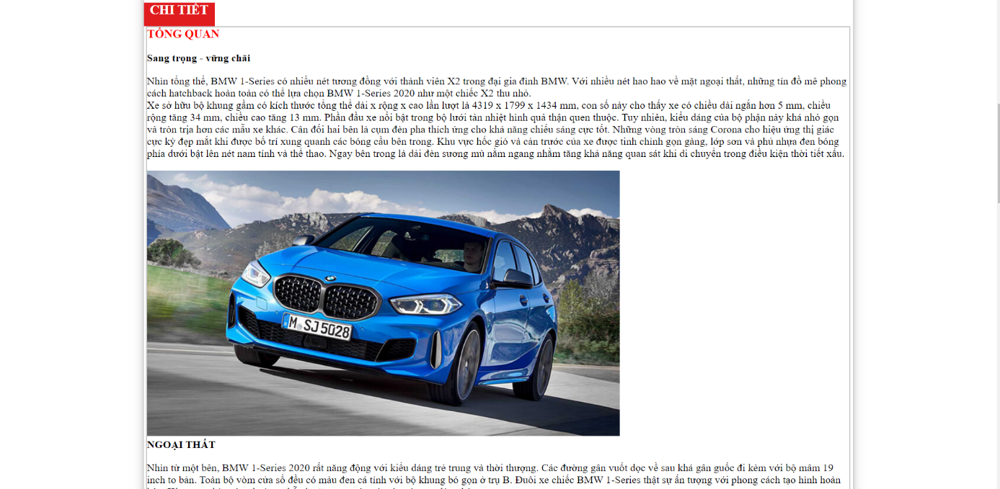 CHI TIẾT
TỔNG QUAN
Sang trọng - vững chãi
Nhìn tổng thể, BMW 1-Series có nhiều nét tương đồng với thành viên X2 trong đại gia đình BMW. Với nhiều nét hao hao về mặt ngoại thất, những tín đồ mê phong
cách hatchback hoàn toàn có thể lựa chọn BMW 1-Series 2020 như một chiếc X2 thu nhỏ.
Xe sở hữu bộ khung gầm có kích thước tổng thể dài x rộng x cao lần lượt là 4319 x 1799 x 1434 mm, con số này cho thấy xe có chiều dài ngắn hơn 5 mm, chiều
rộng tăng 34 mm, chiều cao tăng 13 mm. Phần đầu xe nổi bật trong bộ lưới tản nhiệt hình quả thận quen thuộc. Tuy nhiên, kiểu dáng của bộ phận này khá nhỏ gọn
và tròn trịa hơn các mẫu xe khác. Cân đối hai bên là cụm đèn pha thích ứng cho khả năng chiếu sáng cực tốt. Những vòng tròn sáng Corona cho hiệu ứng thị giác
cực kỳ đẹp mắt khi được bố trí xung quanh các bóng cầu bên trong. Khu vực hốc gió và cản trước của xe được tinh chỉnh gọn gàng, lớp sơn và phủ nhựa đen bóng
phía dưới bật lên nét nam tính và thể thao. Ngay bên trong là dải đèn sương mù nằm ngang nhằm tăng khả năng quan sát khi di chuyển trong điều kiện thời tiết xấu.
M SJ 5028
NGOẠI THẤT
Nhìn từ một bên, BMW 1-Series 2020 rất năng động với kiểu dáng trẻ trung và thời thượng. Các đường gân vuốt dọc về sau khá gân guốc đi kèm với bộ mâm 19
inch to bản. Toàn bộ vòm cửa sổ đều có màu đen cá tính với bộ khung bó gọn ở trụ B. Đuôi xe chiếc BMW 1-Series thật sự ấn tượng với phong cách tạo hình hoàn